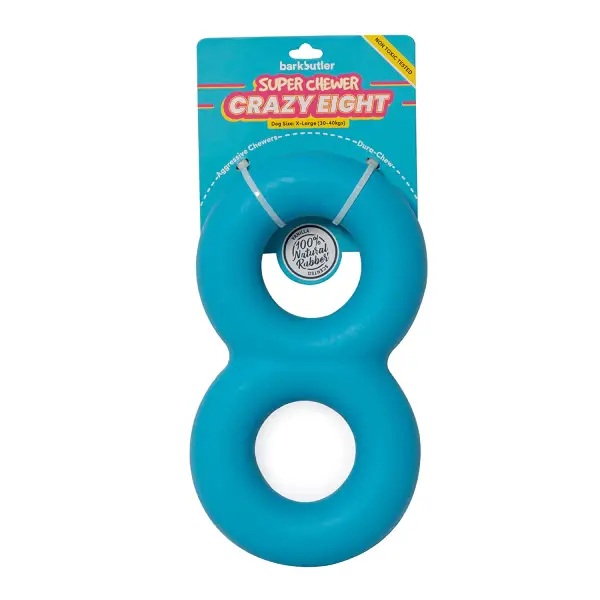 barkbutler
NON TOXIC TESTED
SUPER CHEWER
CRAZY EIGHT
Dog Size: X-Large (30-40kgs)
Aggressive Chewers
Dura-Chew
VANILLA
100%
Natural
Rubber
SCENTED